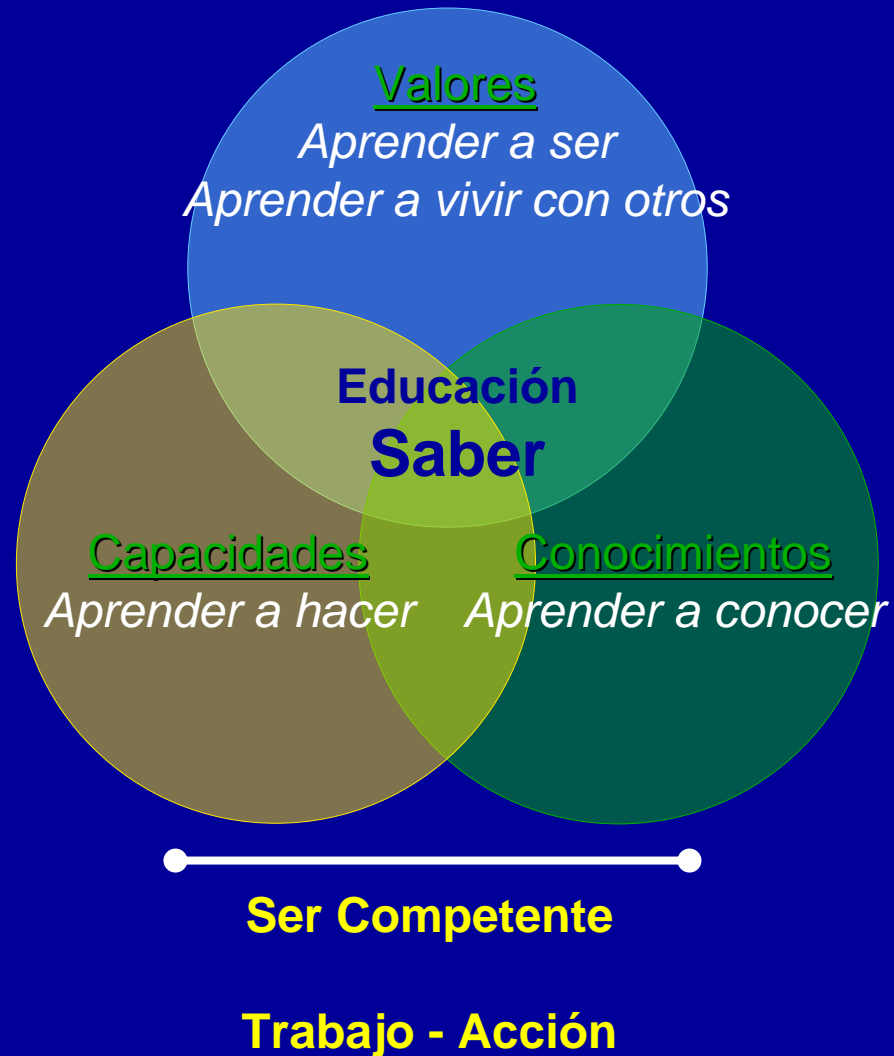 Valores
Aprender a ser
Aprender a vivir con otros
Educación
Saber
Capacidades
Aprender a hacer
Conocimientos
Aprender a conocer
Ser Competente
Trabajo - Acción